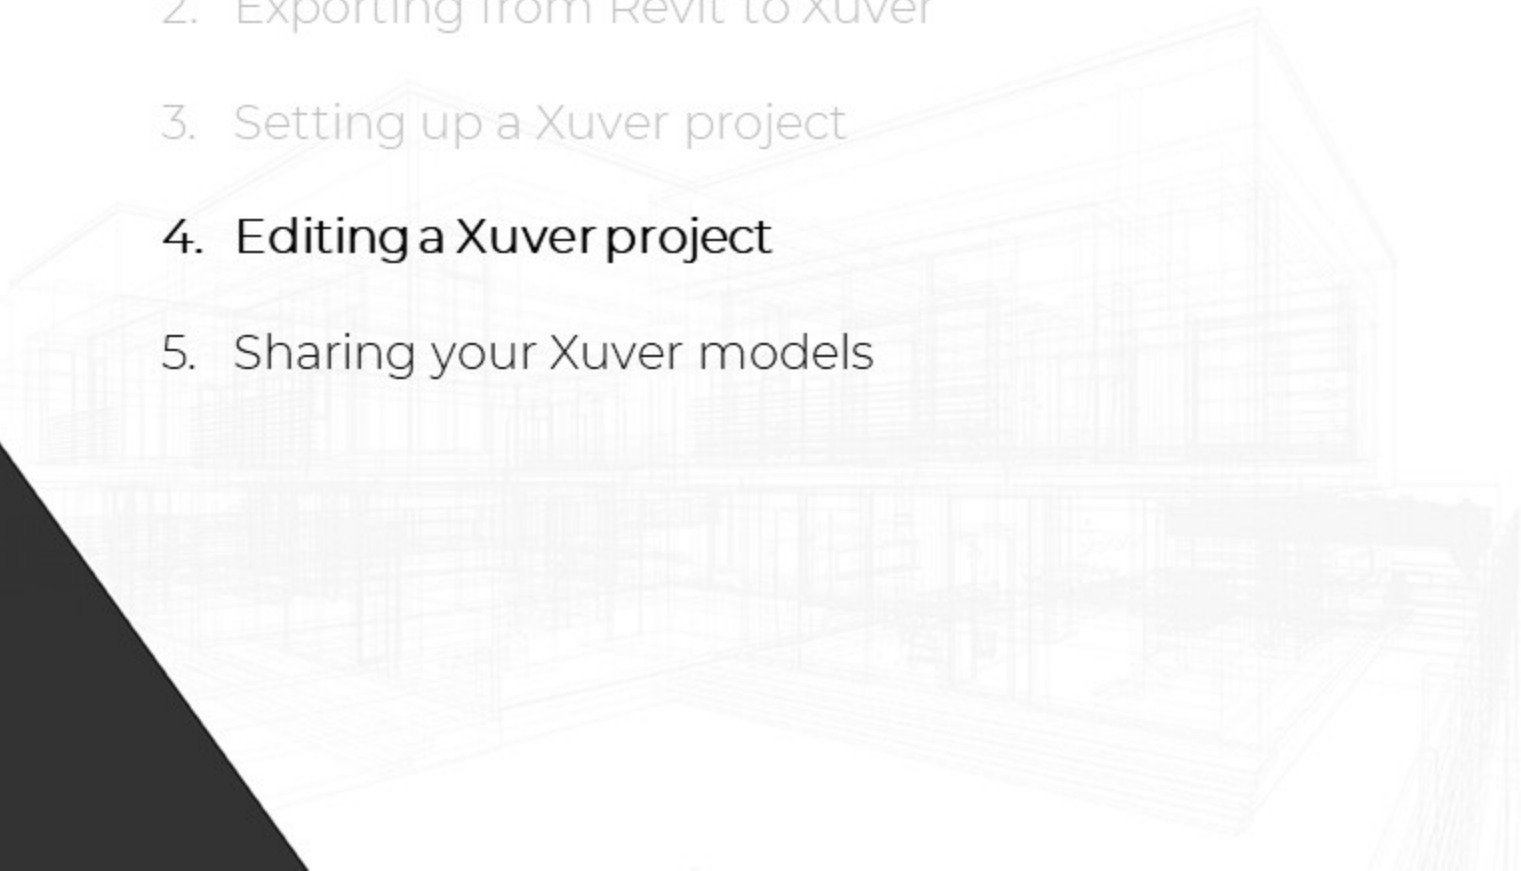 2. Exporting from Revit to Xuver
3. Setting up a Xuver project
4. Editing a Xuver project
5. Sharing your Xuver models